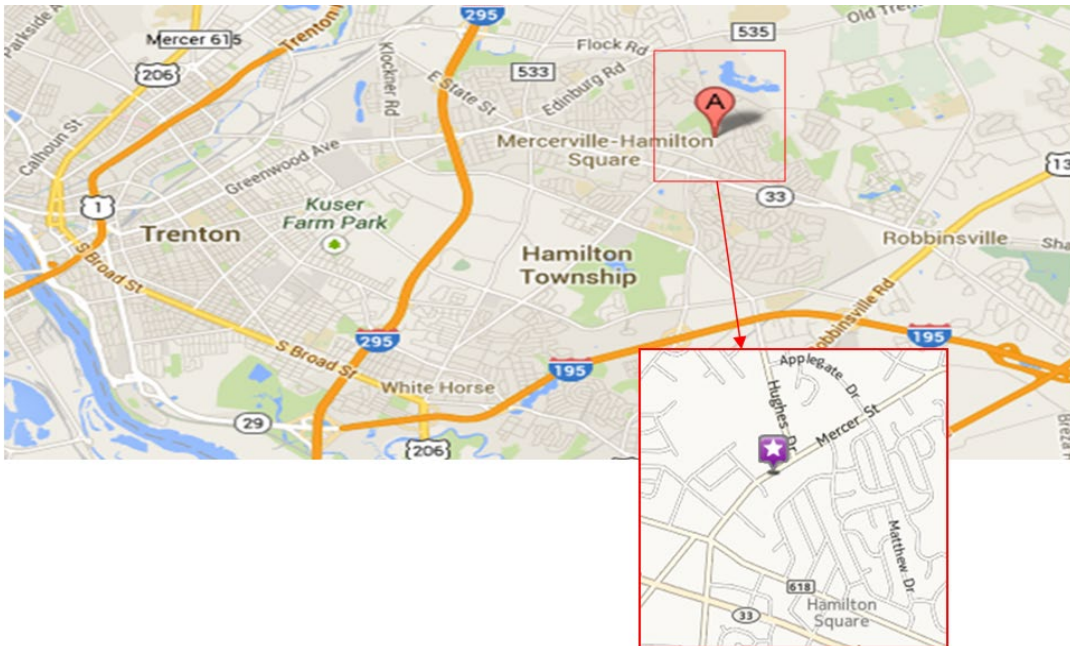 295
Old Tren
Parkside A
Mercer 615
Trenton
535
Flock Rd
206
Klockner Rd
533
E State St
Edinburg Rd
A
Calhoun St
Mercerville-Hamilton
Square
Greenwood Ave
13
33
1
Kuser
Farm Park
Trenton
Robbinsville
Sha
Hamilton
Township
S Broad St
Robbinsville Rd
295
195
S Broad St
195
White Horse
29
206
Breza R
Applegate Dr
Hughes Dr
Mercer St
Matthew Dr
618
Hamilton
Square
33